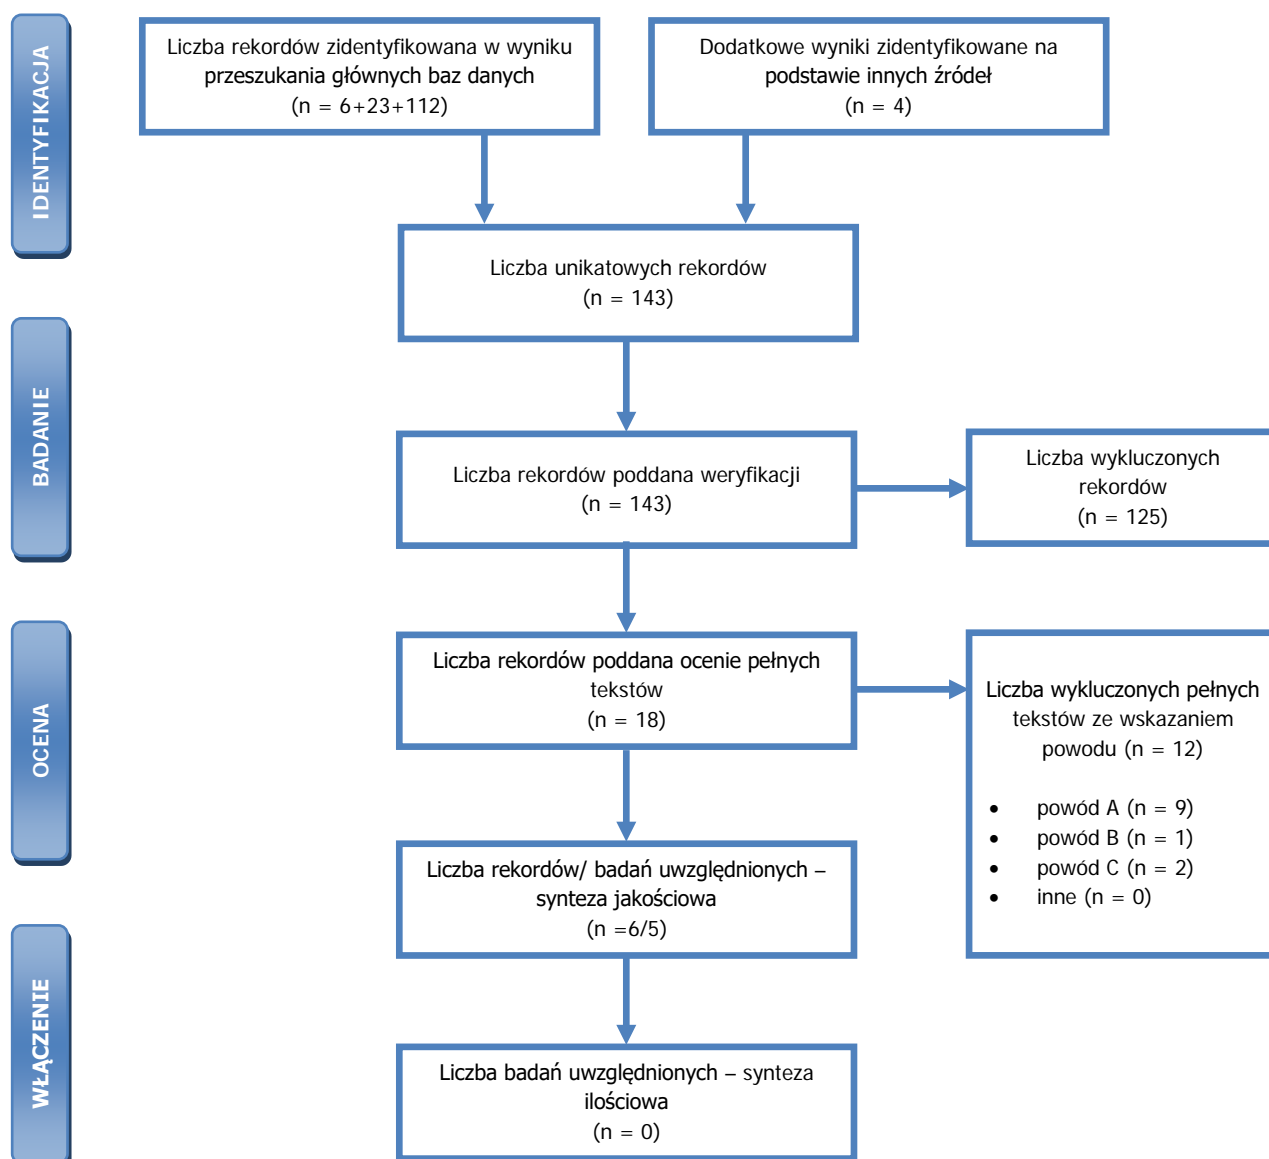 IDENTYFIKACJA
Liczba rekordów zidentyfikowana w wyniku
przeszukania głównych baz danych
(n = 6+23+112)
Dodatkowe wyniki zidentyfikowane na
podstawie innych źródeł
(n = 4)
Liczba unikatowych rekordów
(n = 143)
BADANIE
Liczba rekordów poddana weryfikacji
(n = 143)
Liczba wykluczonych
rekordów
(n = 125)
OCENA
Liczba rekordów poddana ocenie pełnych
tekstów
(n = 18)
Liczba wykluczonych pełnych
tekstów ze wskazaniem
powodu (n = 12)
• powód A (n = 9)
• powód B (n = 1)
• powód C (n = 2)
• inne (n = 0)
Liczba rekordów/ badań uwzględnionych –
synteza jakościowa
(n =6/5)
WŁĄCZENIE
Liczba badań uwzględnionych – synteza
ilościowa
(n = 0)